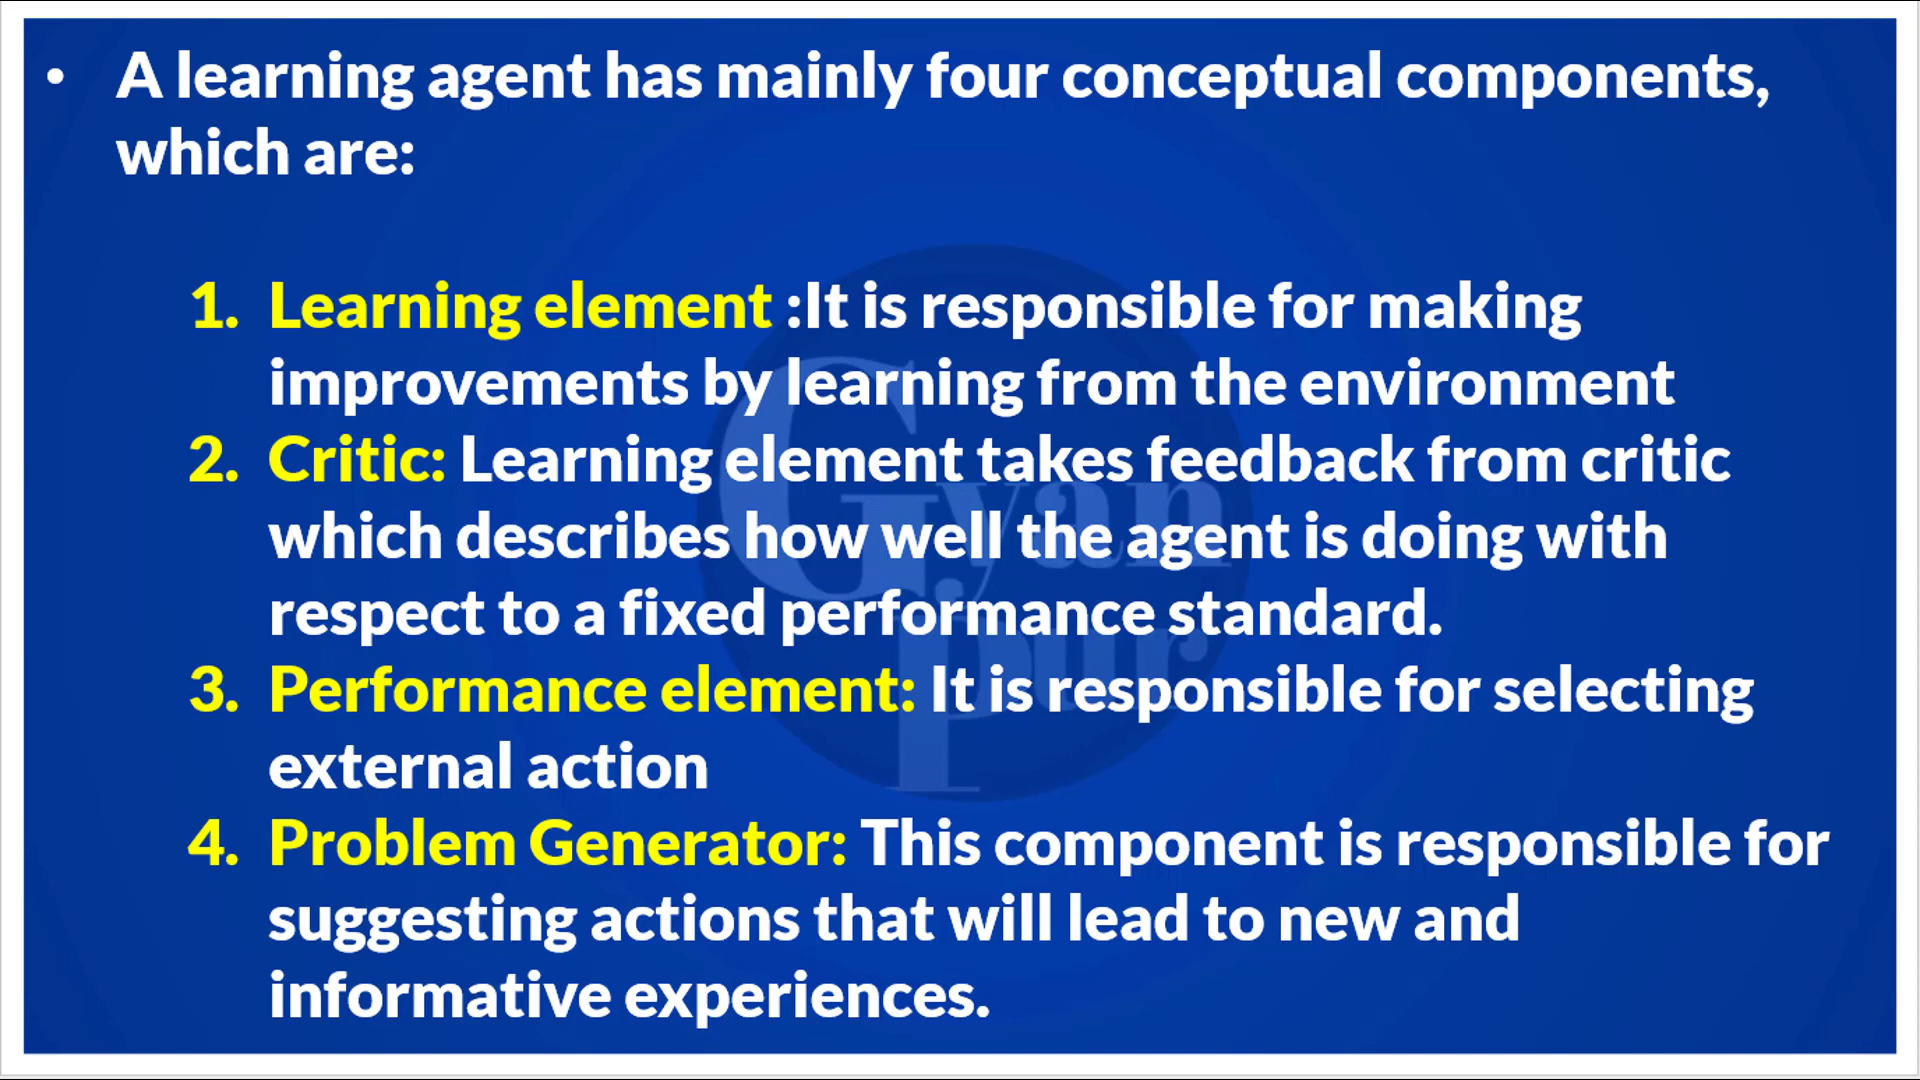 • A learning agent has mainly four conceptual components,
which are:
1. Learning element :It is responsible for making
improvements by learning from the environment
2. Critic: Learning element takes feedback from critic
which describes how well the agent is doing with
respect to a fixed performance standard.
3. Performance element: It is responsible for selecting
external action
4. Problem Generator: This component is responsible for
suggesting actions that will lead to new and
informative experiences.
Gyan
pur